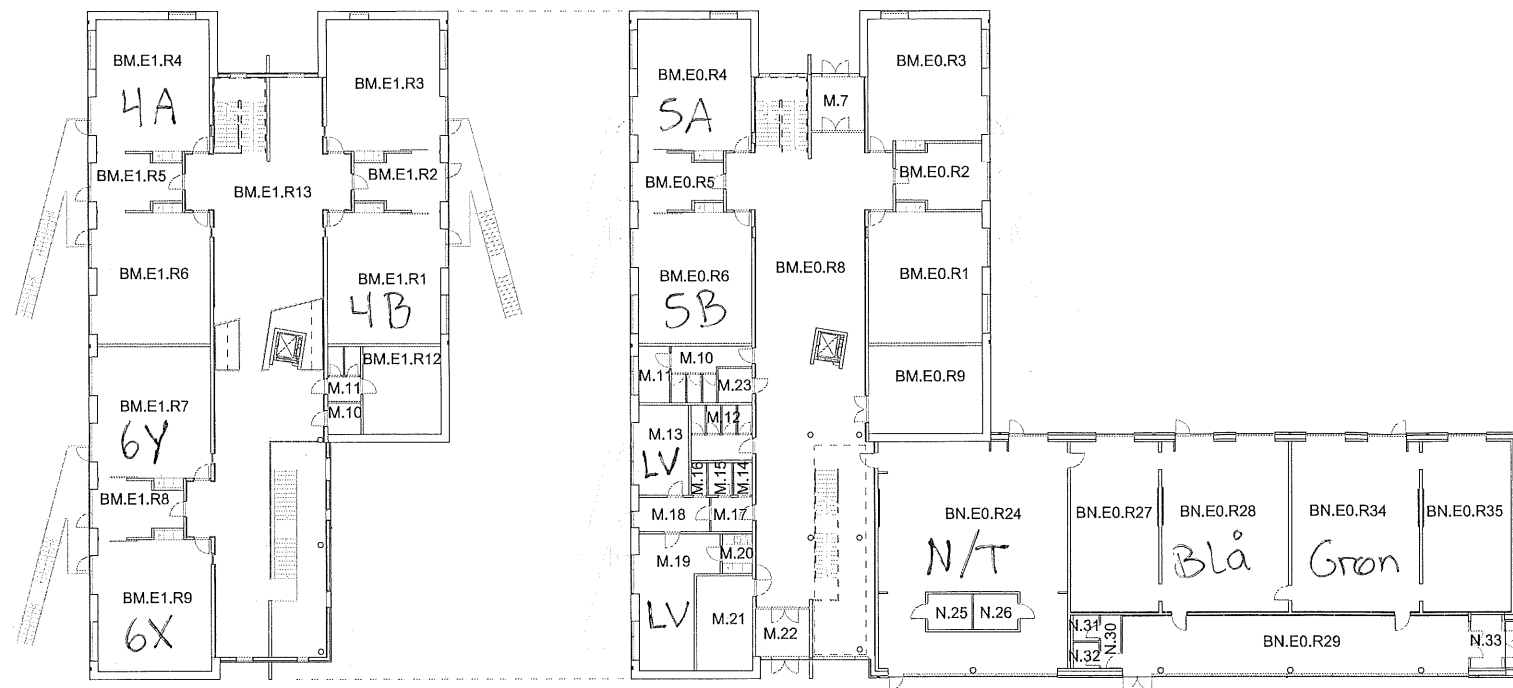 BM.E1.R4
4A
BM.E1.R3
BM.E1.R5
BM.E1.R13
BM.E1.R2
BM.E1.R6
BM.E1.R1
4B
BM.E1.R12
M.11
M.10
BM.E1.R7
6Y
BM.E1.R8
BM.E1.R9
6X
BM.E0.R4
5A
M.7
BM.E0.R3
BM.E0.R5
BM.E0.R2
BM.E0.R6
5B
BM.E0.R8
BM.E0.R1
M.10
M.11
M.23
BM.E0.R9
M.12
M.13
LV
M.16
M.15
M.14
M.18
M.17
M.19
M.20
LV
M.21
M.22
BN.E0.R24
N/T
N.25
N.26
BN.E0.R27
BN.E0.R28
Blå
BN.E0.R34
Gron
BN.E0.R35
N.31
N.30
N.32
BN.E0.R29
N.33